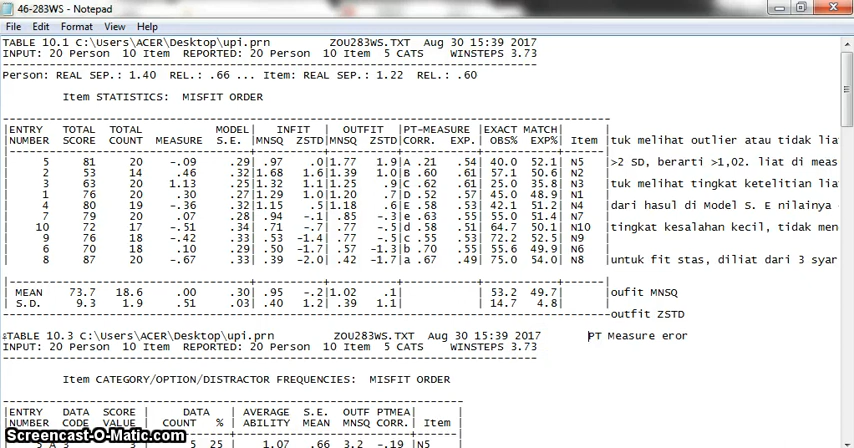 46-283WS - Notepad
File Edit Format View Help
TABLE 10.1 C:\Users\ACER\Desktop\upi.prn ZOU283WS.TXT Aug 30 15:39 2017
INPUT: 20 Person 10 Item REPORTED: 20 Person 10 Item 5 CATS WINSTEPS 3.73
--------------------------------------------------------------------------------
Person: REAL SEP.: 1.40 REL.: .66 ... Item: REAL SEP.: 1.22 REL.: .60
Item STATISTICS: MISFIT ORDER
--------------------------------------------------------------------------------
|ENTRY TOTAL TOTAL MODEL| INFIT | OUTFIT |PT-MEASURE |EXACT MATCH| | tuk melihat outlier atau tidak liat
|NUMBER SCORE COUNT MEASURE S.E. |MNSQ ZSTD|MNSQ ZSTD|CORR. EXP.| OBS% EXP%| Item |
| 5 81 20 -.09 .29| .97 .0|1.77 1.9|A .21 .54| 40.0 52.1| N5 | >2 SD, berarti >1,02. liat di meas
| 2 53 14 .46 .32|1.68 1.6|1.39 1.0|B .60 .61| 57.1 50.6| N2 |
| 3 63 20 1.13 .25|1.32 1.1|1.25 .9|C .62 .61| 25.0 35.8| N3 | tuk melihat tingkat ketelitian lia
| 1 76 20 .30 .27|1.29 1.0|1.20 .7|D .52 .57| 45.0 48.9| N1 |
| 4 80 19 -.36 .32|1.15 .5|1.18 .6|E .58 .53| 42.1 51.2| N4 | dari hasul di Model S. E nilainya
| 7 79 20 .07 .28| .94 -.1| .85 -.3|e .63 .55| 55.0 51.4| N7 |
| 10 72 17 -.51 .34| .71 -.7| .77 -.5|d .58 .51| 64.7 50.1| N10 | tingkat kesalahan kecil, tidak men
| 9 76 18 -.42 .33| .53 -1.4| .77 -.5|c .55 .53| 72.2 52.5| N9 |
| 6 70 18 .10 .29| .50 -1.7| .57 -1.3|b .70 .55| 55.6 49.9| N6 |
| 8 87 20 -.67 .33| .39 -2.0| .42 -1.7|a .67 .49| 75.0 54.0| N8 | untuk fit stas, diliat dari 3 syar
| MEAN 73.7 18.6 .00 .30| .95 -.2|1.02 .1| | 53.2 49.7| | oufit MNSQ
| S.D. 9.3 1.9 .51 .03| .40 1.2| .39 1.1| | 14.7 4.8| |
--------------------------------------------------------------------------------outfit ZSTD
TABLE 10.3 C:\Users\ACER\Desktop\upi.prn ZOU283WS.TXT Aug 30 15:39 2017 PT Measure eror
INPUT: 20 Person 10 Item REPORTED: 20 Person 10 Item 5 CATS WINSTEPS 3.73
--------------------------------------------------------------------------------
Item CATEGORY/OPTION/DISTRACTOR FREQUENCIES: MISFIT ORDER
--------------------------------------------------------------------------------
|ENTRY DATA SCORE | DATA | AVERAGE S.E. OUTF PTMEA| |
|NUMBER CODE VALUE | COUNT % | ABILITY MEAN MNSQ CORR.| Item |
5 25 | 1.07 .66 3.2 -.19 |N5
Screencast-O-Matic.com